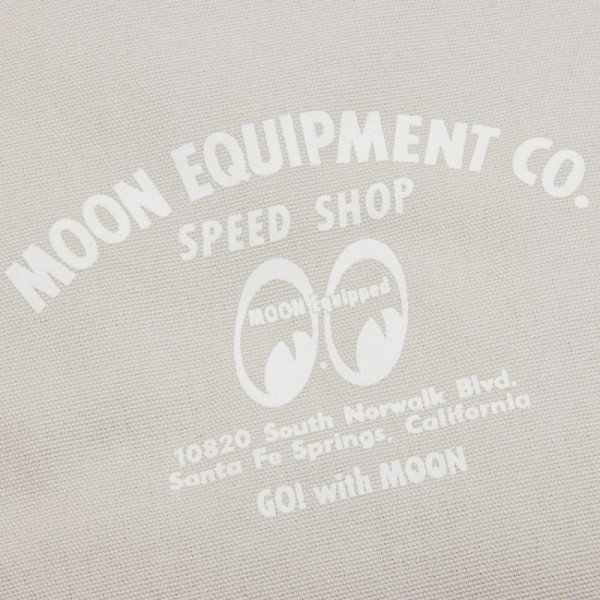 MOON EQUIPMENT CO.
SPEED SHOP
MOON Equipped
10820 South Norwalk Blvd.
Santa Fe Springs, California
GO! with MOON